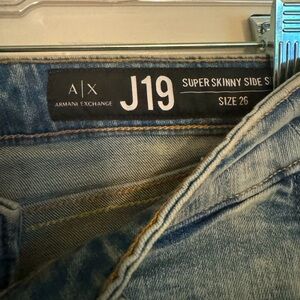 A|X
ARMANI EXCHANGE
J19
SUPER SKINNY SIDE
SIZE 26